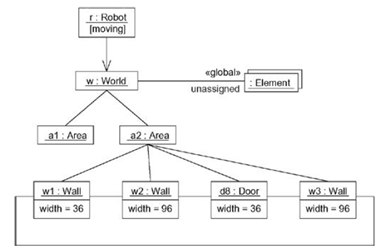 r : Robot
[moving]
«global»
w : World
unassigned
: Element
a1 : Area
a2 : Area
w1 : Wall
w2 : Wall
d8 : Door
w3 : Wall
width = 36
width = 96
width = 36
width = 96